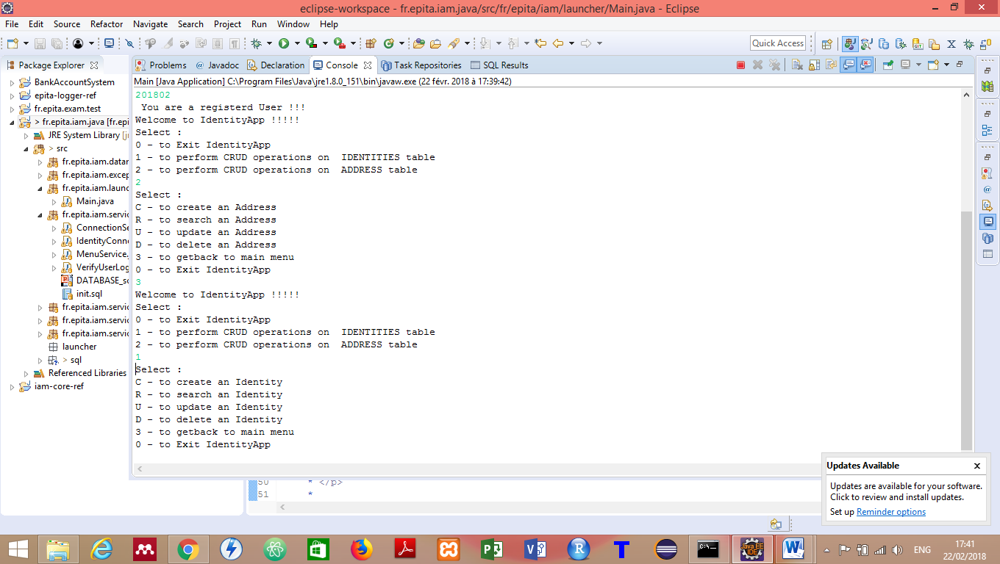 eclipse-workspace - fr.epita.iam.java/src/fr/epita/iam/launcher/Main.java - Eclipse
File Edit Source Refactor Navigate Search Project Run Window Help
Quick Access
Package Explorer
Problems @ Javadoc Declaration Console Task Repositories SQL Results
Main [Java Application] C:\Program Files\Java\jre1.8.0_151\bin\javaw.exe (22 févr. 2018 à 17:39:42)
BankAccountSystem
epita-logger-ref
fr.epita.exam.test
> fr.epita.iam.java [fr.epi
JRE System Library [j
> src
fr.epita.iam.datar
fr.epita.iam.excep
fr.epita.iam.launc
Main.java
fr.epita.iam.servic
ConnectionSe
IdentityConne
MenuService.
VerifyUserLog
DATABASE_sc
init.sql
fr.epita.iam.servic
fr.epita.iam.servic
fr.epita.iam.servic
launcher
> sql
Referenced Libraries
iam-core-ref
201802
You are a registerd User !!!
Welcome to IdentityApp !!!!!
Select :
0 - to Exit IdentityApp
1 - to perform CRUD operations on  IDENTITIES table
2 - to perform CRUD operations on  ADDRESS table
2
Select :
C - to create an Address
R - to search an Address
U - to update an Address
D - to delete an Address
3 - to getback to main menu
0 - to Exit IdentityApp
3
Welcome to IdentityApp !!!!!
Select :
0 - to Exit IdentityApp
1 - to perform CRUD operations on  IDENTITIES table
2 - to perform CRUD operations on  ADDRESS table
1
Select :
C - to create an Identity
R - to search an Identity
U - to update an Identity
D - to delete an Identity
3 - to getback to main menu
0 - to Exit IdentityApp
50 * </p>
51 *
Updates Available x
Updates are available for your software.
Click to review and install updates.
Set up Reminder options
Java EE
IDE
ENG
17:41
22/02/2018